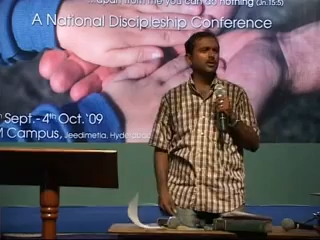 apart from me you can do nothing (Jn.15:5)
A National Discipleship Conference
Sept.- 4th Oct.'09
Campus, Jeedimetla, Hyder